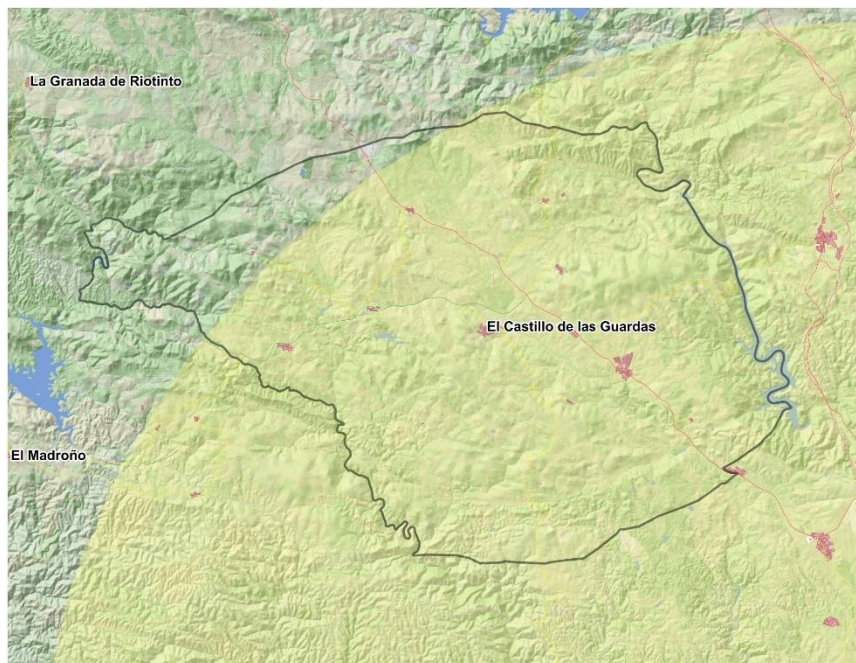 La Granada de Riotinto
El Castillo de las Guardas
El Madroño